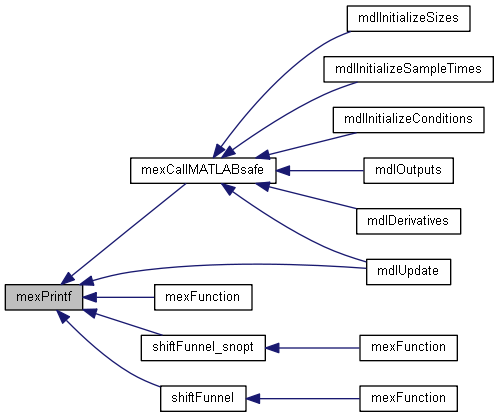 mdlInitializeSizes
mdlInitializeSampleTimes
mdlInitializeConditions
mexCallMATLABsafe
mdlOutputs
mdlDerivatives
mdlUpdate
mexPrintf
mexFunction
shiftFunnel_snopt
mexFunction
shiftFunnel
mexFunction